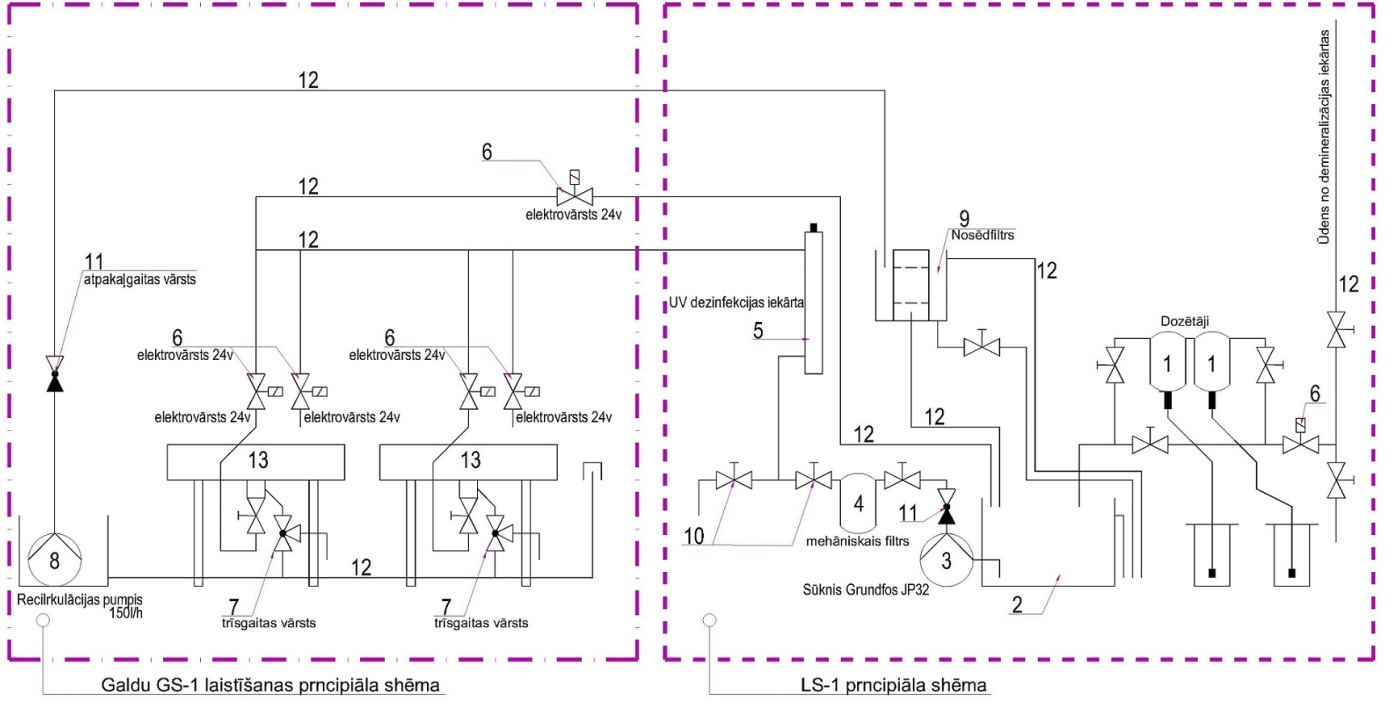 12
12
6
elektrovārsts 24v
12
11
atpakaļgaitas vārsts
6
elektrovārsts 24v
6
elektrovārsts 24v
elektrovārsts 24v
elektrovārsts 24v
elektrovārsts 24v
elektrovārsts 24v
13
13
8
Recilrkulācijas pumpis
150l/h
12
7
trīsgaitas vārsts
7
trīsgaitas vārsts
Galdu GS-1 laistīšanas prncipiāla shēma
Ūdens no demineralizācijas iekārtas
12
9
Nosēdfiltrs
12
UV dezinfekcijas iekārta
5
Dozētāji
1
1
6
12
12
4
mehāniskais filtrs
11
10
3
Sūknis Grundfos JP32
2
LS-1 prncipiāla shēma